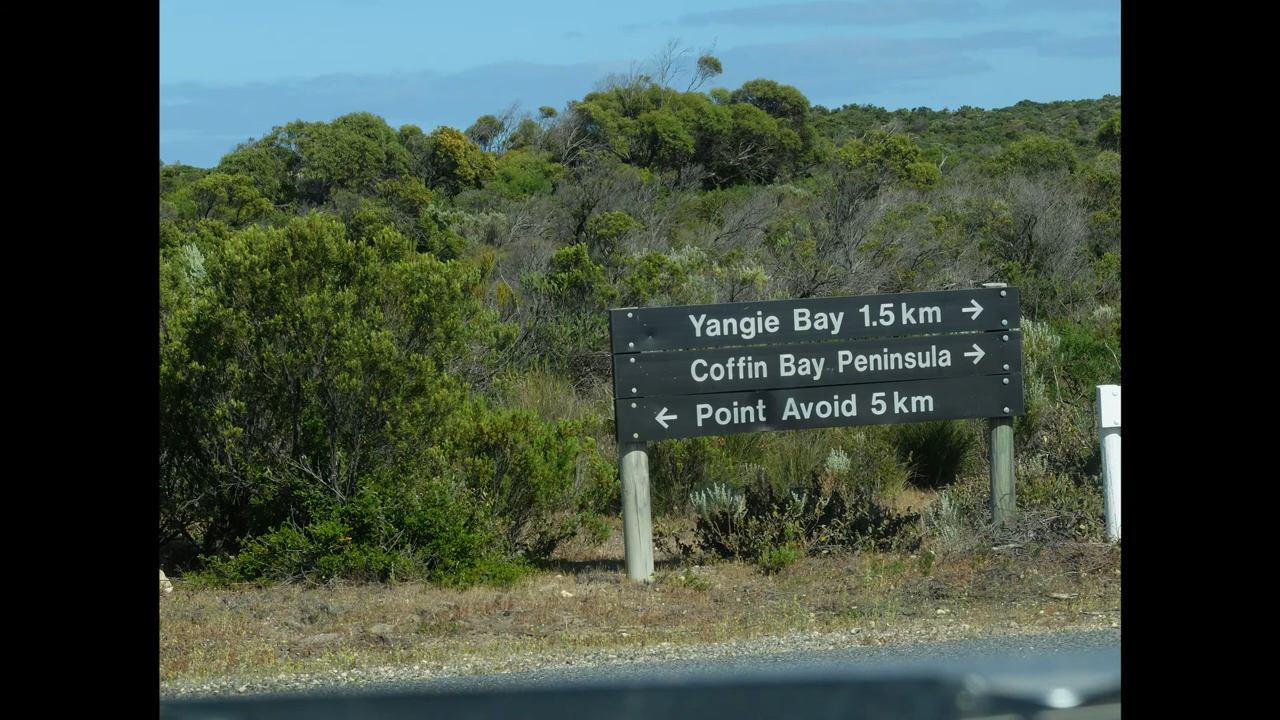 Yangie Bay 1.5 km →
Coffin Bay Peninsula →
← Point Avoid 5 km